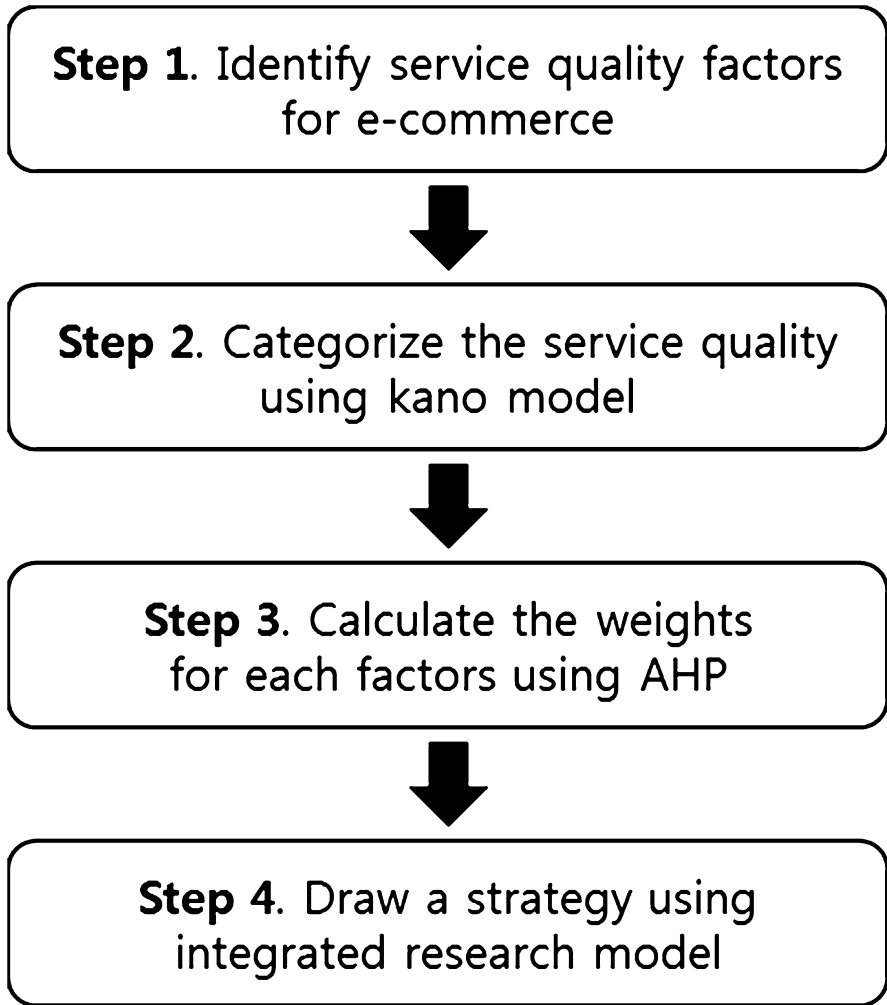 Step 1. Identify service quality factors
for e-commerce
Step 2. Categorize the service quality
using kano model
Step 3. Calculate the weights
for each factors using AHP
Step 4. Draw a strategy using
integrated research model